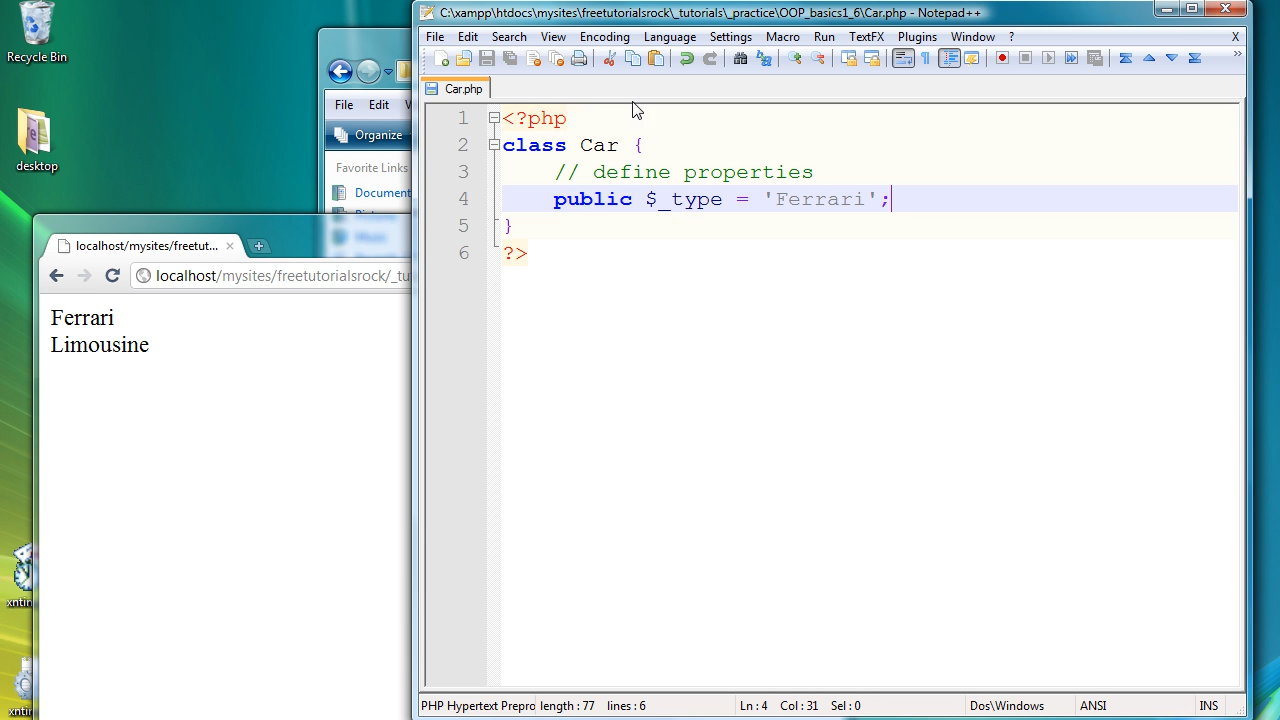 Recycle Bin
desktop
xntin
xntin
File Edit
Organize
Favorite Links
Document
localhost/mysites/freetut...
localhost/mysites/freetutorialsrock/_tu
Ferrari
Limousine
C:\xampp\htdocs\mysites\freetutorialsrock\_tutorials\_practice\OOP_basics1_6\Car.php - Notepad++
File Edit Search View Encoding Language Settings Macro Run TextFX Plugins Window ? X
Car.php
1 <?php
2 class Car {
3 // define properties
4 public $_type = 'Ferrari';
5 }
6 ?>
PHP Hypertext Prepro length : 77 lines : 6 Ln : 4 Col : 31 Sel : 0 Dos\Windows ANSI INS